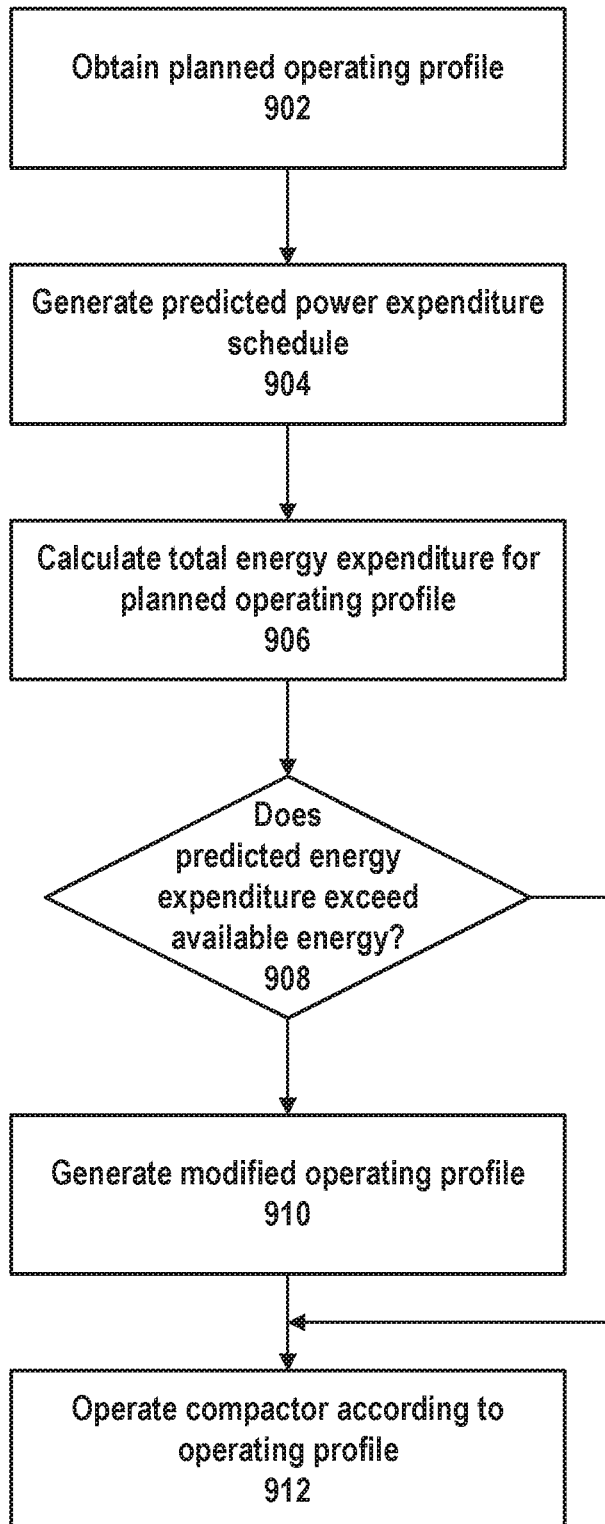 Obtain planned operating profile
902
Generate predicted power expenditure
schedule
904
Calculate total energy expenditure for
planned operating profile
906
Does
predicted energy
expenditure exceed
available energy?
908
Generate modified operating profile
910
Operate compactor according to
operating profile
912